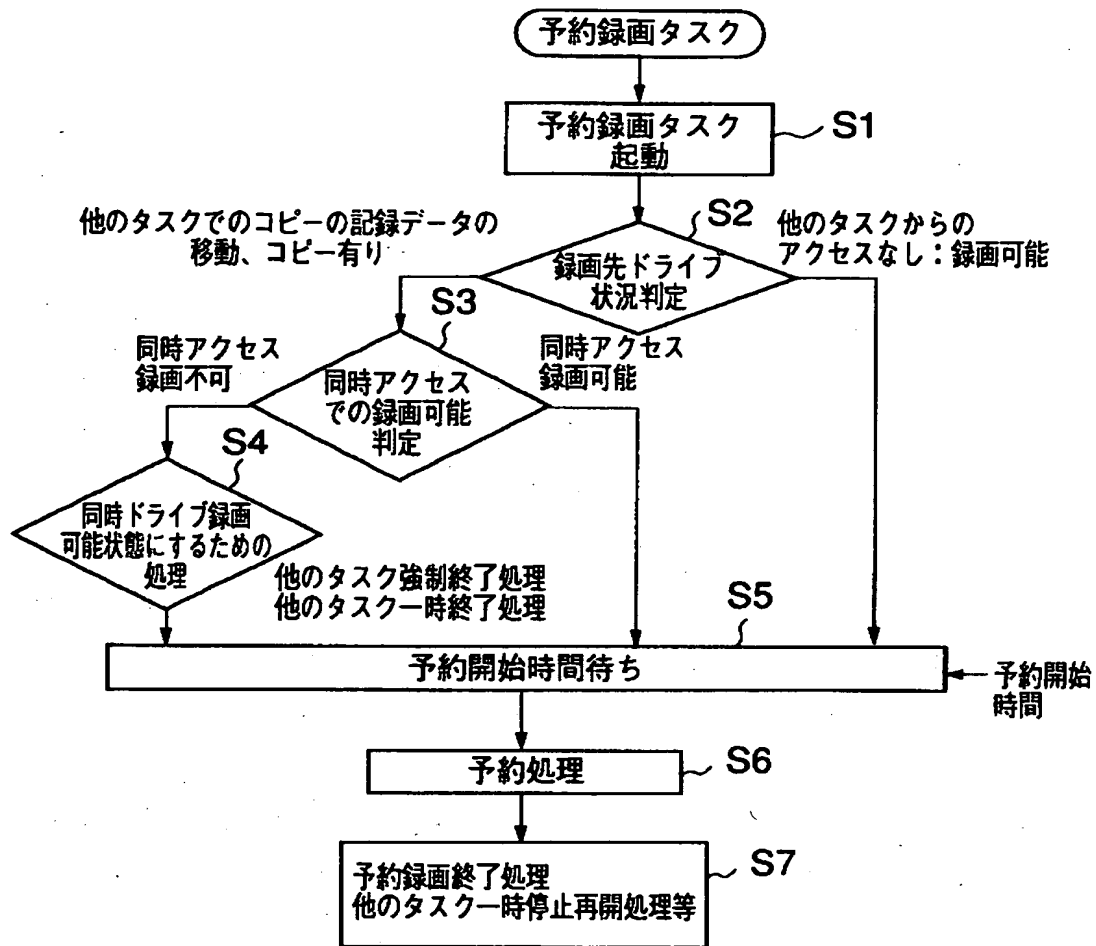 予約録画タスク
予約録画タスク
起動
S1
他のタスクでのコピーの記録データの
移動、コピー有り
S2
他のタスクからの
アクセスなし：録画可能
録画先ドライブ
状況判定
S3
同時アクセス
録画不可
同時アクセス
録画可能
同時アクセス
での録画可能
判定
S4
同時ドライブ録画
可能状態にするための
処理
他のタスク強制終了処理
他のタスク一時終了処理
S5
予約開始時間待ち
予約開始
時間
予約処理
S6
予約録画終了処理
他のタスク一時停止再開処理等
S7